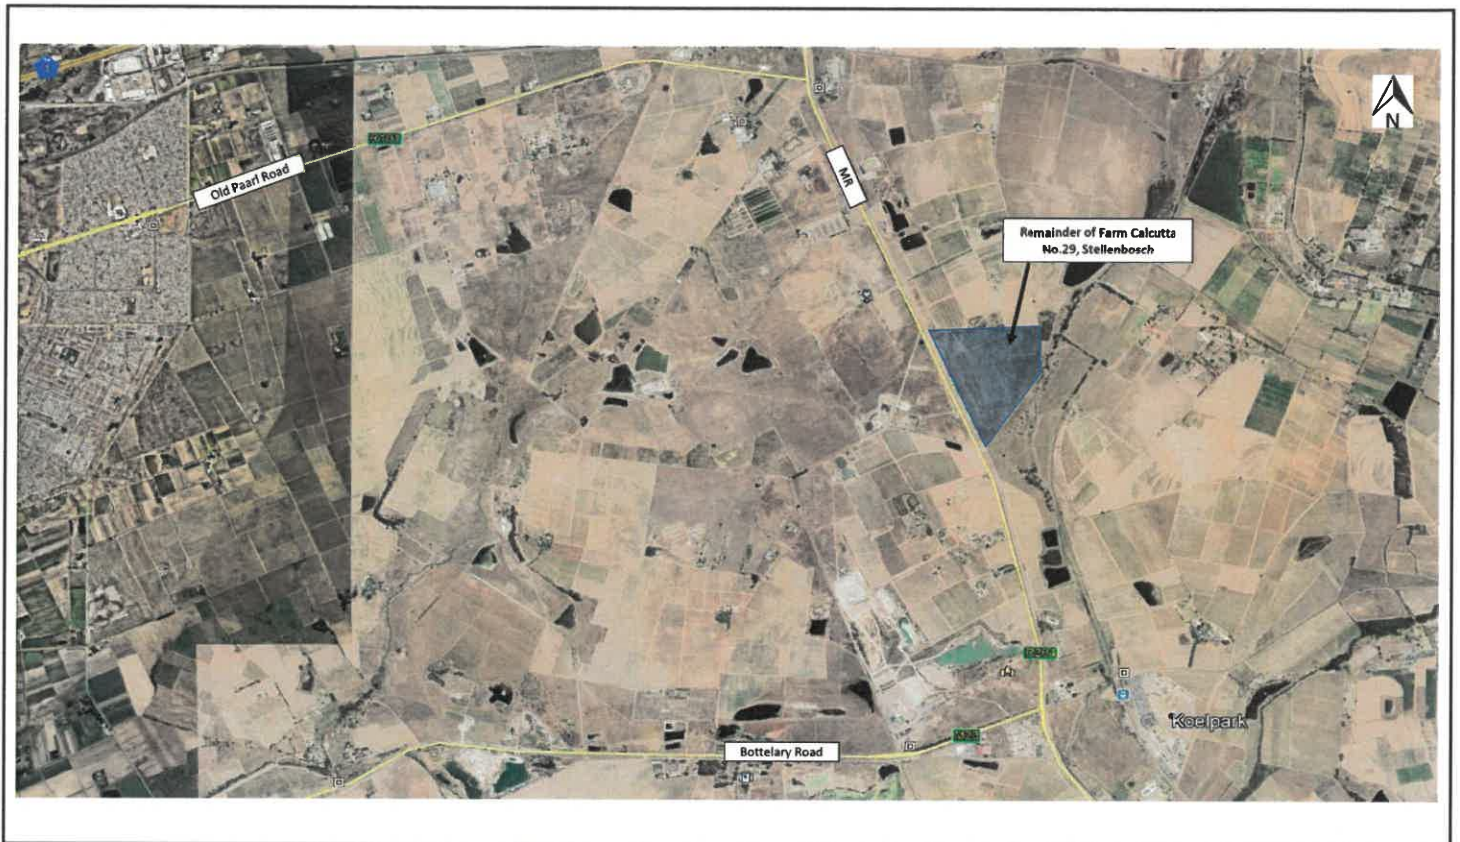 N
Old Paarl Road
MR
Remainder of Farm Calcutta
No.29, Stellenbosch
Koelpark
Bottelary Road